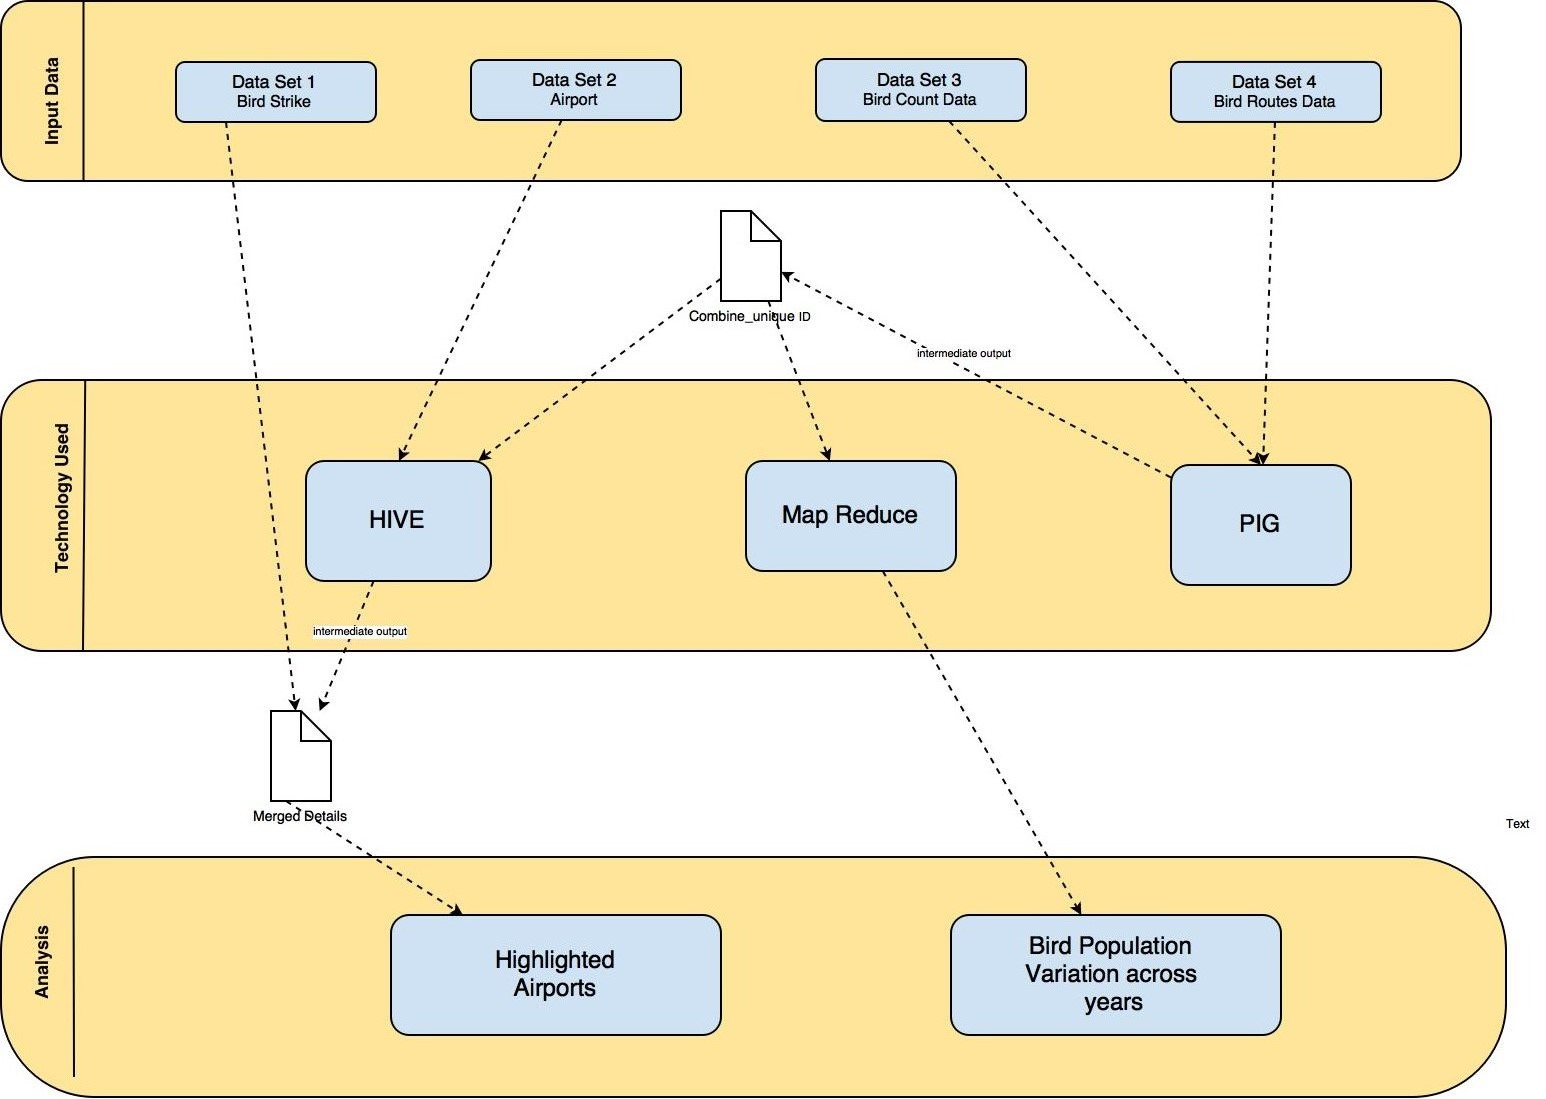 Input Data
Data Set 1
Bird Strike
Data Set 2
Airport
Data Set 3
Bird Count Data
Data Set 4
Bird Routes Data
Combine_unique ID
intermediate output
Technology Used
HIVE
Map Reduce
PIG
intermediate output
Merged Details
Text
Analysis
Highlighted
Airports
Bird Population
Variation across
years